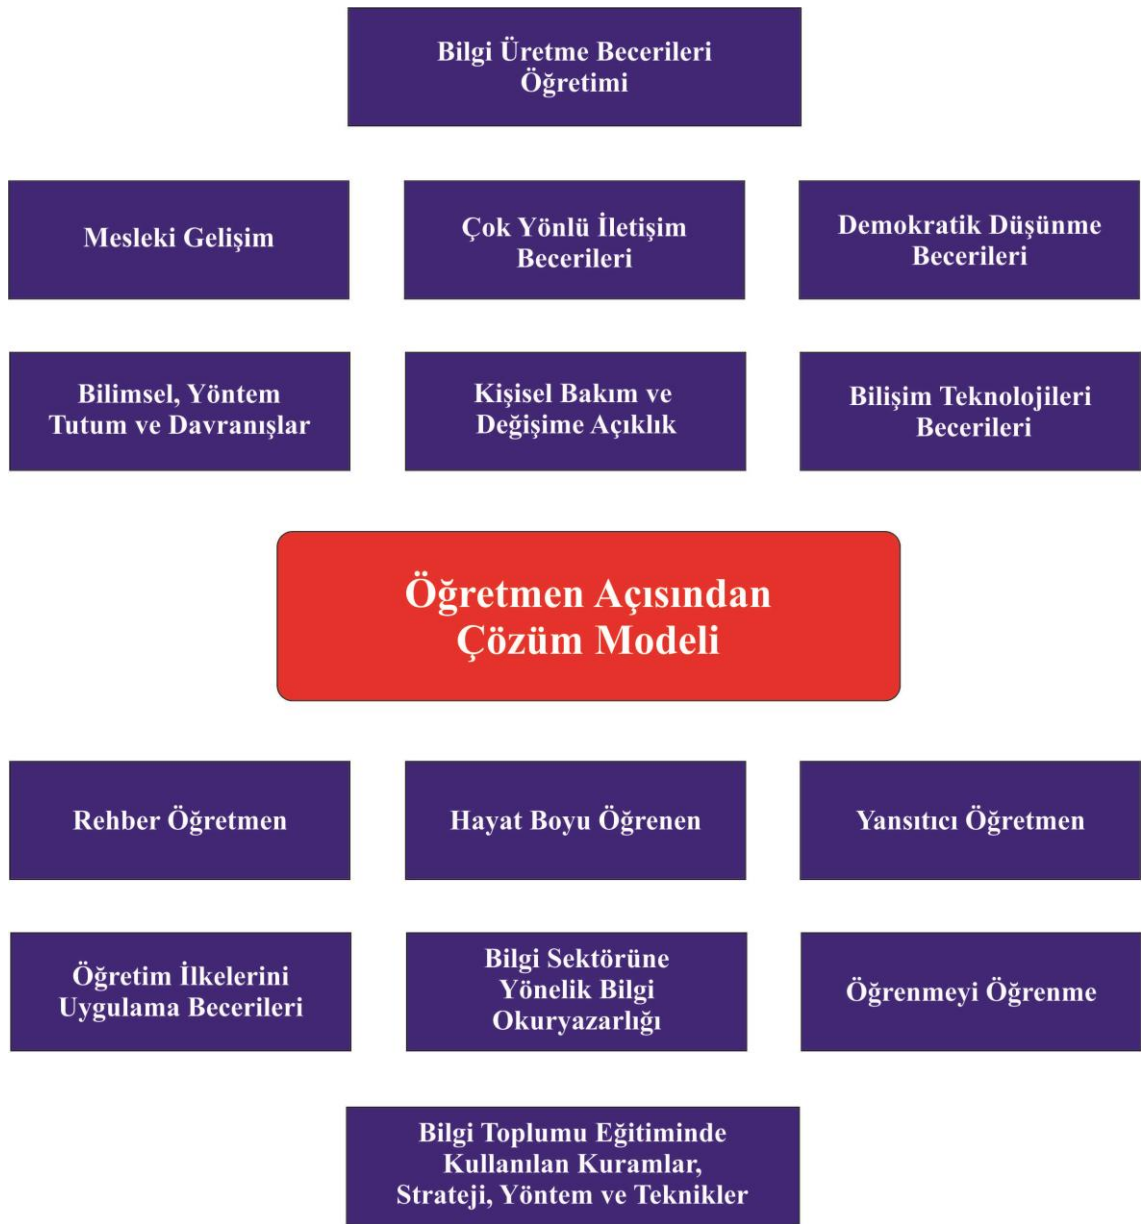 Bilgi Üretme Becerileri
Öğretimi
Mesleki Gelişim
Çok Yönlü İletişim
Becerileri
Demokratik Düşünme
Becerileri
Bilimsel, Yöntem
Tutum ve Davranışlar
Kişisel Bakım ve
Değişime Açıklık
Bilişim Teknolojileri
Becerileri
Öğretmen Açısından
Çözüm Modeli
Rehber Öğretmen
Hayat Boyu Öğrenen
Yansıtıcı Öğretmen
Öğretim İlkelerini
Uygulama Becerileri
Bilgi Sektörüne
Yönelik Bilgi
Okuryazarlığı
Öğrenmeyi Öğrenme
Bilgi Toplumu Eğitiminde
Kullanılan Kuramlar,
Strateji, Yöntem ve Teknikler